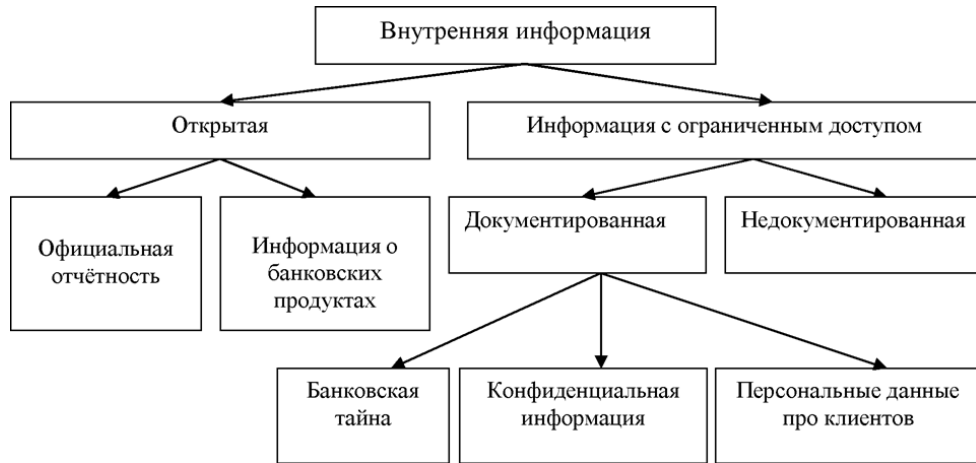 Внутренняя информация
Открытая
Информация с ограниченным доступом
Официальная
отчётность
Информация о
банковских
продуктах
Документированная
Недокументированная
Банковская
тайна
Конфиденциальная
информация
Персональные данные
про клиентов